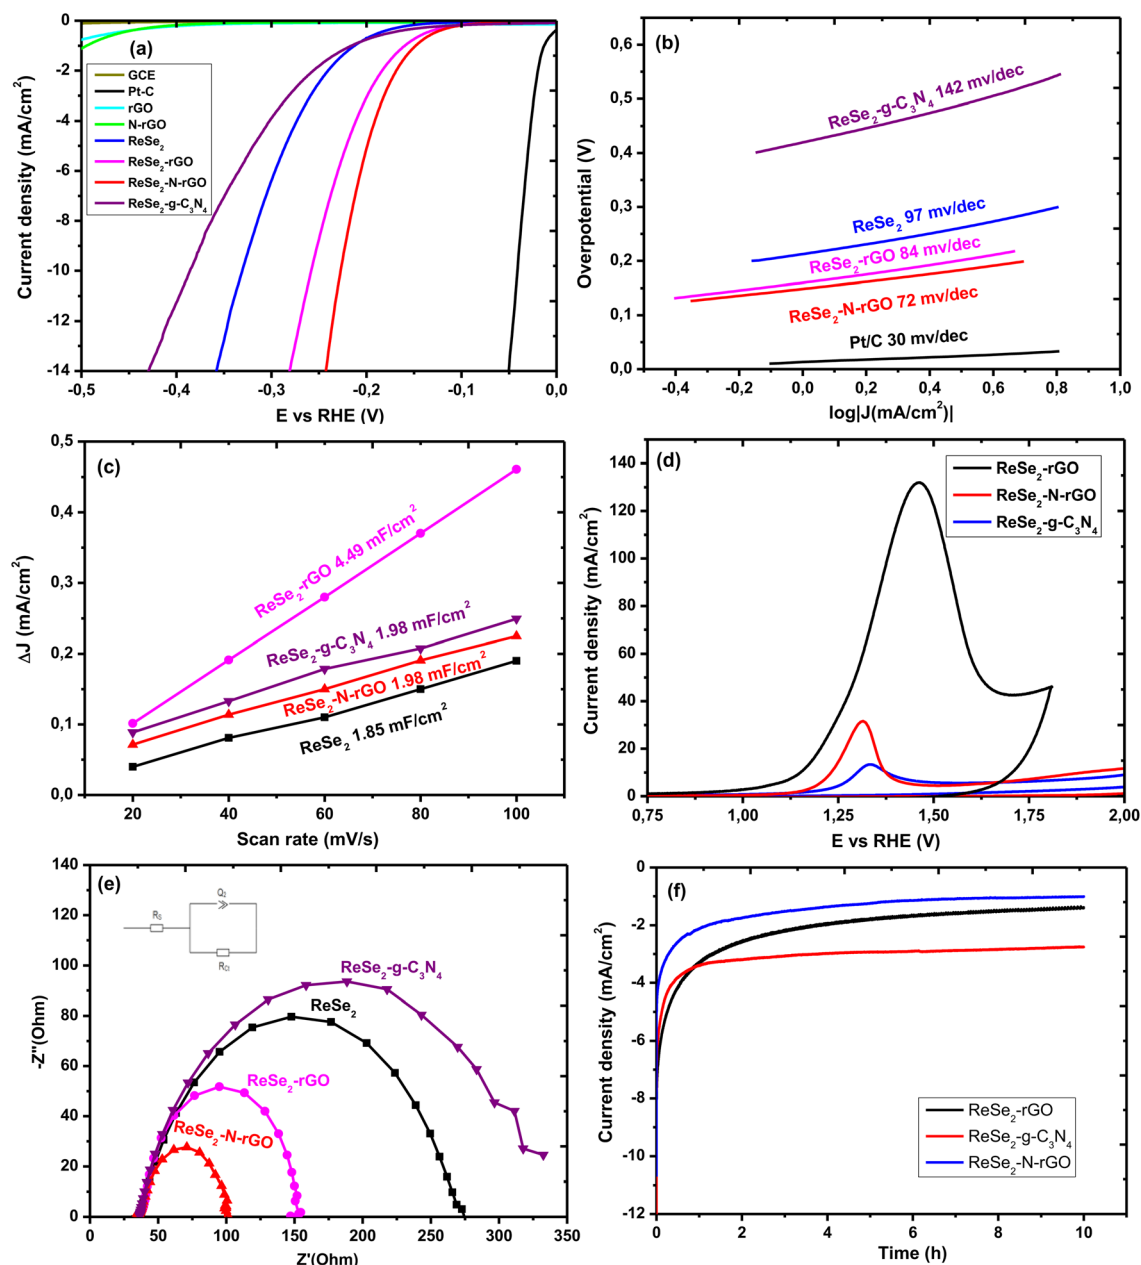 (a)
Current density (mA/cm²)
0
-2
-4
-6
-8
-10
-12
-14
GCE
Pt-C
rGO
N-rGO
ReSe₂
ReSe₂-rGO
ReSe₂-N-rGO
ReSe₂-g-C₃N₄
-0,5
-0,4
-0,3
-0,2
-0,1
0,0
E vs RHE (V)
(b)
Overpotential (V)
0,6
0,5
0,4
0,3
0,2
0,1
0,0
ReSe₂-g-C₃N₄ 142 mv/dec
ReSe₂ 97 mv/dec
ReSe₂-rGO 84 mv/dec
ReSe₂-N-rGO 72 mv/dec
Pt/C 30 mv/dec
-0,4
-0,2
0,0
0,2
0,4
0,6
0,8
1,0
log|J(mA/cm²)|
(c)
ΔJ (mA/cm²)
0,5
0,4
0,3
0,2
0,1
0,0
ReSe₂-rGO 4.49 mF/cm²
ReSe₂-g-C₃N₄ 1.98 mF/cm²
ReSe₂-N-rGO 1.98 mF/cm²
ReSe₂ 1.85 mF/cm²
20
40
60
80
100
Scan rate (mV/s)
(d)
Current density (mA/cm²)
140
120
100
80
60
40
20
0
ReSe₂-rGO
ReSe₂-N-rGO
ReSe₂-g-C₃N₄
0,75
1,00
1,25
1,50
1,75
2,00
E vs RHE (V)
(e)
-Z''(Ohm)
140
120
100
80
60
40
20
0
Rₛ
Q₂
R_Ct
ReSe₂-g-C₃N₄
ReSe₂
ReSe₂-rGO
ReSe₂-N-rGO
0
50
100
150
200
250
300
350
Z'(Ohm)
(f)
Current density (mA/cm²)
0
-2
-4
-6
-8
-10
-12
ReSe₂-rGO
ReSe₂-g-C₃N₄
ReSe₂-N-rGO
0
2
4
6
8
10
Time (h)